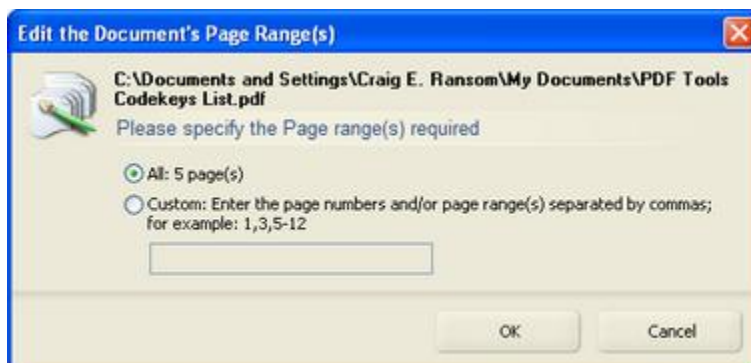 Edit the Document's Page Range(s)
C:\Documents and Settings\Craig E. Ransom\My Documents\PDF Tools
Codekeys List.pdf
Please specify the Page range(s) required
All: 5 page(s)
Custom: Enter the page numbers and/or page range(s) separated by commas;
for example: 1,3,5-12
OK
Cancel